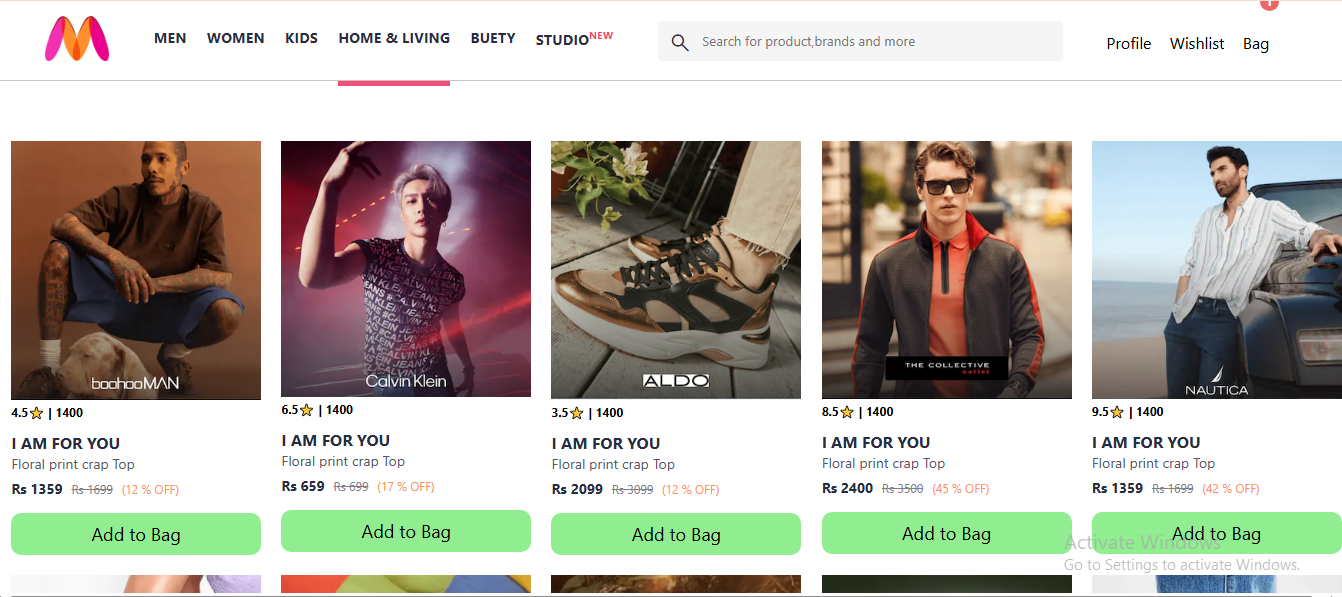 MEN WOMEN KIDS HOME & LIVING BUETY STUDIO NEW
Search for product,brands and more
Profile Wishlist Bag
boohooMAN
Calvin Klein
ALDO
THE COLLECTIVE
outlet
NAUTICA
4.5⭐ | 1400
I AM FOR YOU
Floral print crap Top
Rs 1359 Rs 1699 (12 % OFF)
Add to Bag
6.5⭐ | 1400
I AM FOR YOU
Floral print crap Top
Rs 659 Rs 699 (17 % OFF)
Add to Bag
3.5⭐ | 1400
I AM FOR YOU
Floral print crap Top
Rs 2099 Rs 3099 (12 % OFF)
Add to Bag
8.5⭐ | 1400
I AM FOR YOU
Floral print crap Top
Rs 2400 Rs 3500 (45 % OFF)
Add to Bag
9.5⭐ | 1400
I AM FOR YOU
Floral print crap Top
Rs 1359 Rs 1699 (42 % OFF)
Add to Bag
Activate Windows
Go to Settings to activate Windows.